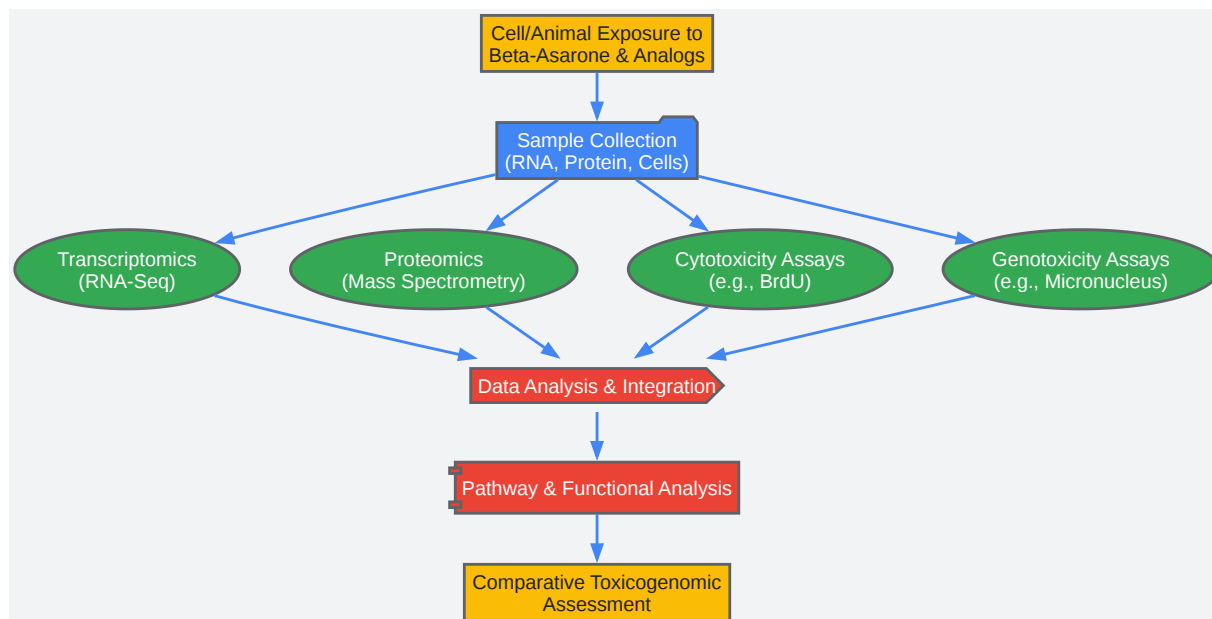 Cell/Animal Exposure to
Beta-Asarone & Analogs
Sample Collection
(RNA, Protein, Cells)
Transcriptomics
(RNA-Seq)
Proteomics
(Mass Spectrometry)
Cytotoxicity Assays
(e.g., BrdU)
Genotoxicity Assays
(e.g., Micronucleus)
Data Analysis & Integration
Pathway & Functional Analysis
Comparative Toxicogenomic
Assessment